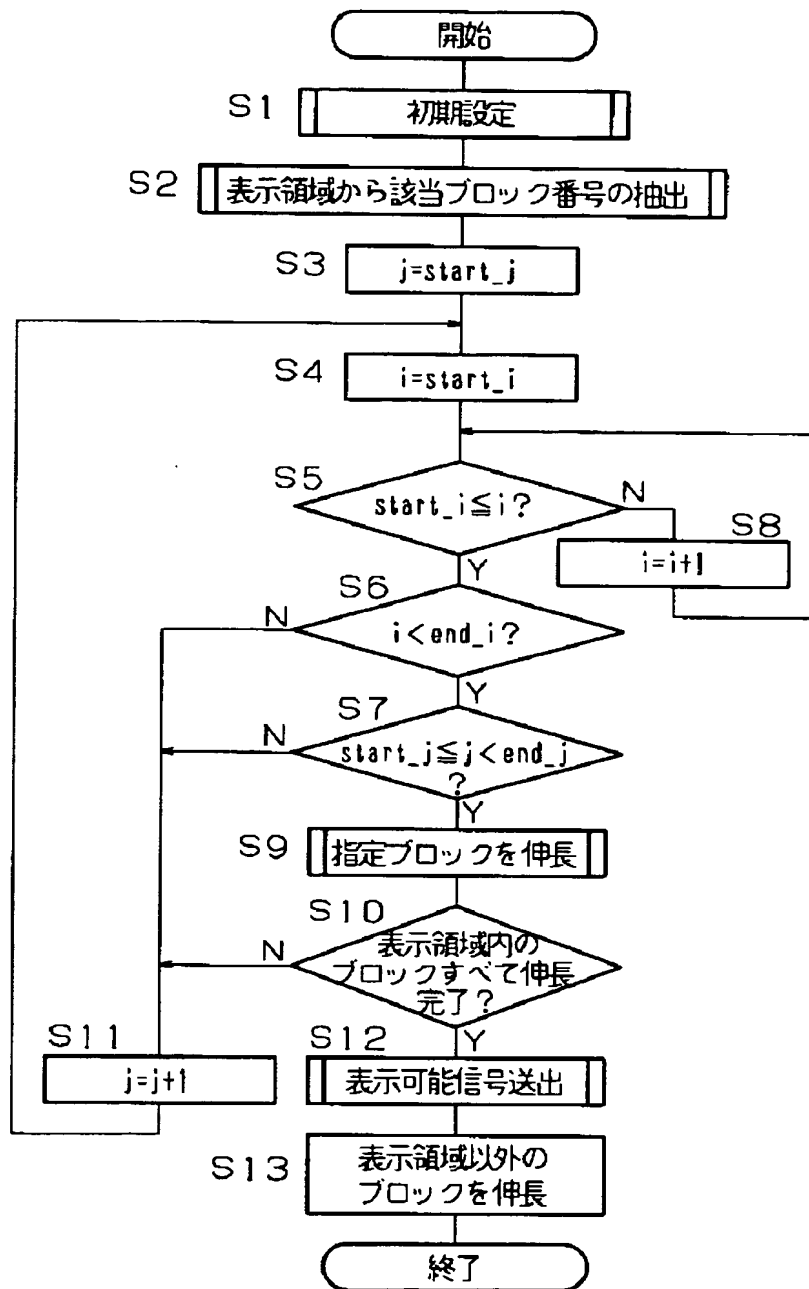 開始
S1
初期設定
S2
表示領域から該当ブロック番号の抽出
S3
j=start_j
S4
i=start_i
S5
start_i≦i?
N
S8
i=i+1
Y
S6
N
i<end_i?
Y
S7
N
start_j≦j<end_j
?
Y
S9
指定ブロックを伸長
S10
N
表示領域内の
ブロックすべて伸長
完了?
Y
S11
j=j+1
S12
表示可能信号送出
S13
表示領域以外の
ブロックを伸長
終了